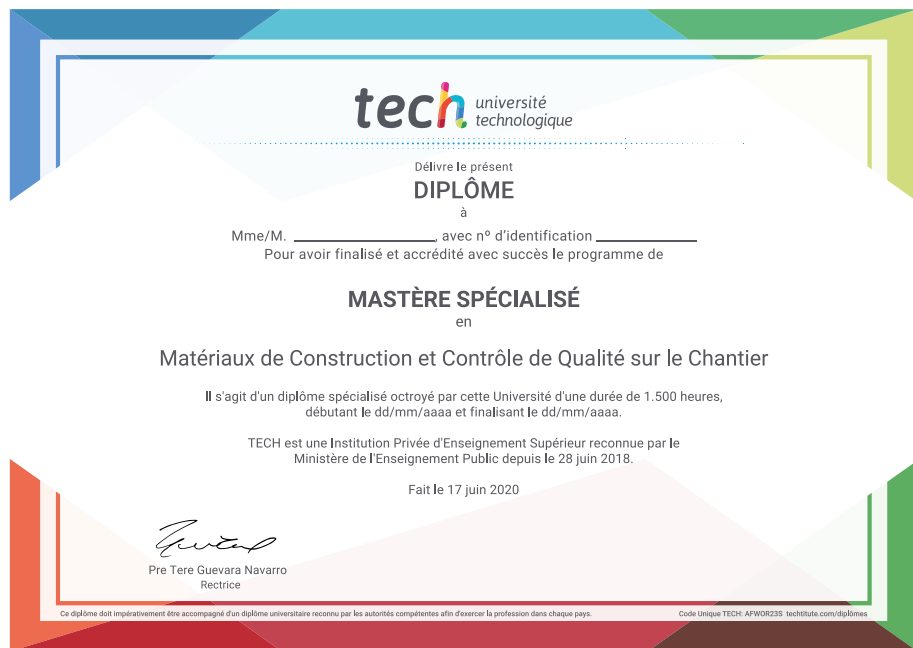 tech université
technologique
Délivre le présent
DIPLÔME
à
Mme/M. ____________________, avec nº d'identification ______________
Pour avoir finalisé et accrédité avec succès le programme de
MASTÈRE SPÉCIALISÉ
en
Matériaux de Construction et Contrôle de Qualité sur le Chantier
Il s'agit d'un diplôme spécialisé octroyé par cette Université d'une durée de 1.500 heures,
débutant le dd/mm/aaaa et finalisant le dd/mm/aaaa.
TECH est une Institution Privée d'Enseignement Supérieur reconnue par le
Ministère de l'Enseignement Public depuis le 28 juin 2018.
Fait le 17 juin 2020
Pre Tere Guevara Navarro
Rectrice
Ce diplôme doit impérativement être accompagné d'un diplôme universitaire reconnu par les autorités compétentes afin d'exercer la profession dans chaque pays.
Code Unique TECH: AFWOR23S techtitute.com/diplômes